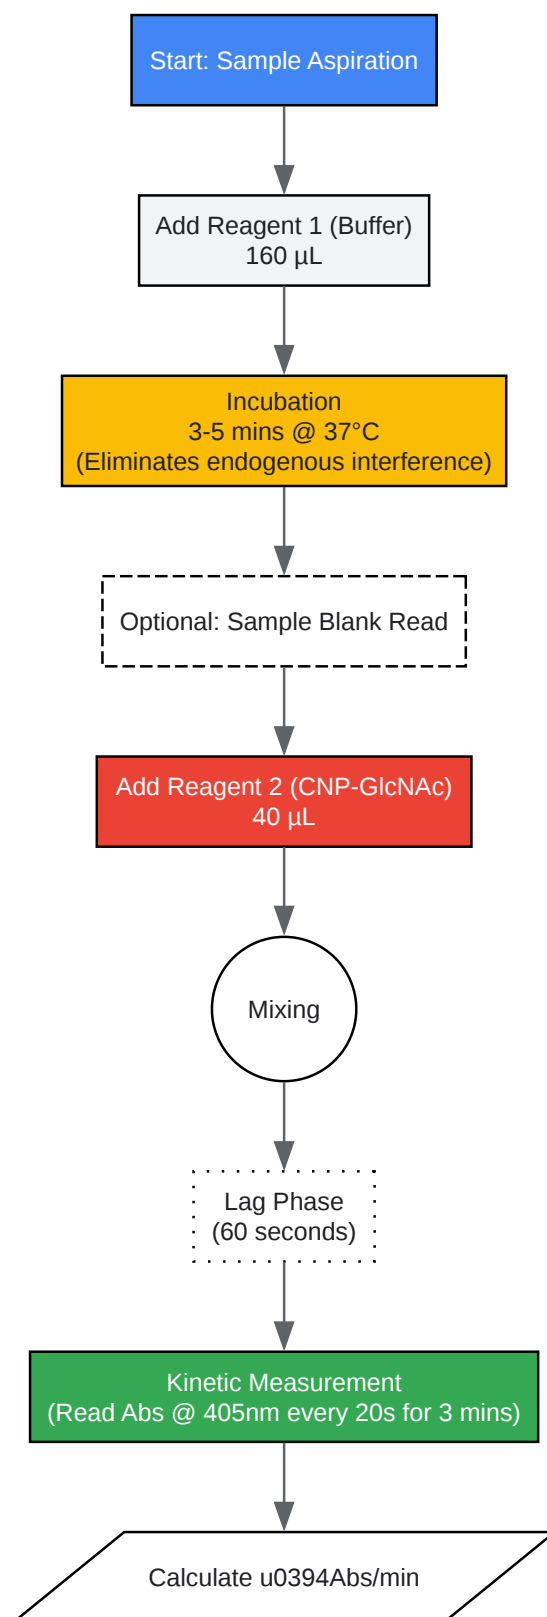 Start: Sample Aspiration
Add Reagent 1 (Buffer)
160 µL
Incubation
3-5 mins @ 37°C
(Eliminates endogenous interference)
Optional: Sample Blank Read
Add Reagent 2 (CNP-GlcNAc)
40 µL
Mixing
Lag Phase
(60 seconds)
Kinetic Measurement
(Read Abs @ 405nm every 20s for 3 mins)
Calculate u0394Abs/min